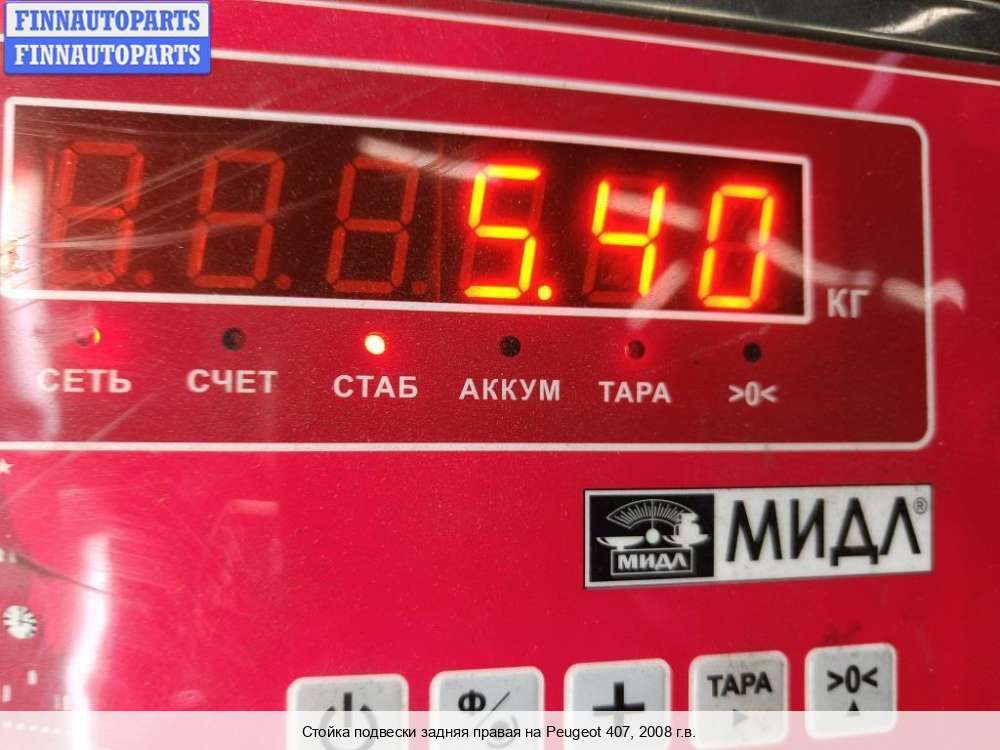 FINNAUTOPARTS
FINNAUTOPARTS
5.40
КГ
СЕТЬ СЧЕТ СТАБ АККУМ ТАРА >0<
МИДЛ МИДЛ®
Ф/ + ТАРА >0<
Стойка подвески задняя правая на Peugeot 407, 2008 г.в.